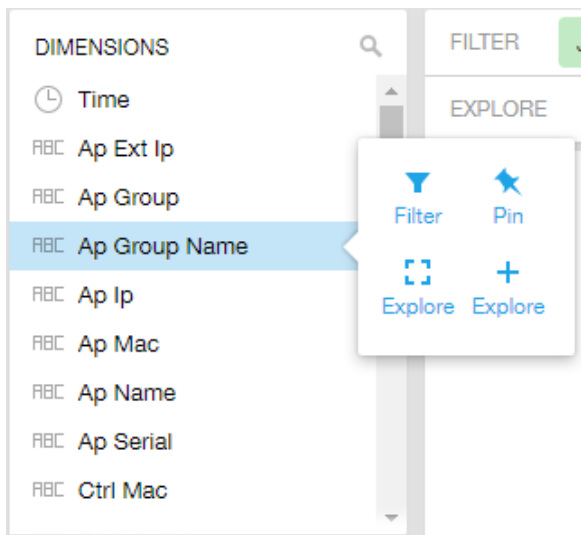 DIMENSIONS
Time
ABC Ap Ext Ip
ABC Ap Group
ABC Ap Group Name
ABC Ap Ip
ABC Ap Mac
ABC Ap Name
ABC Ap Serial
ABC Ctrl Mac
FILTER
EXPLORE
Filter Pin
Explore Explore